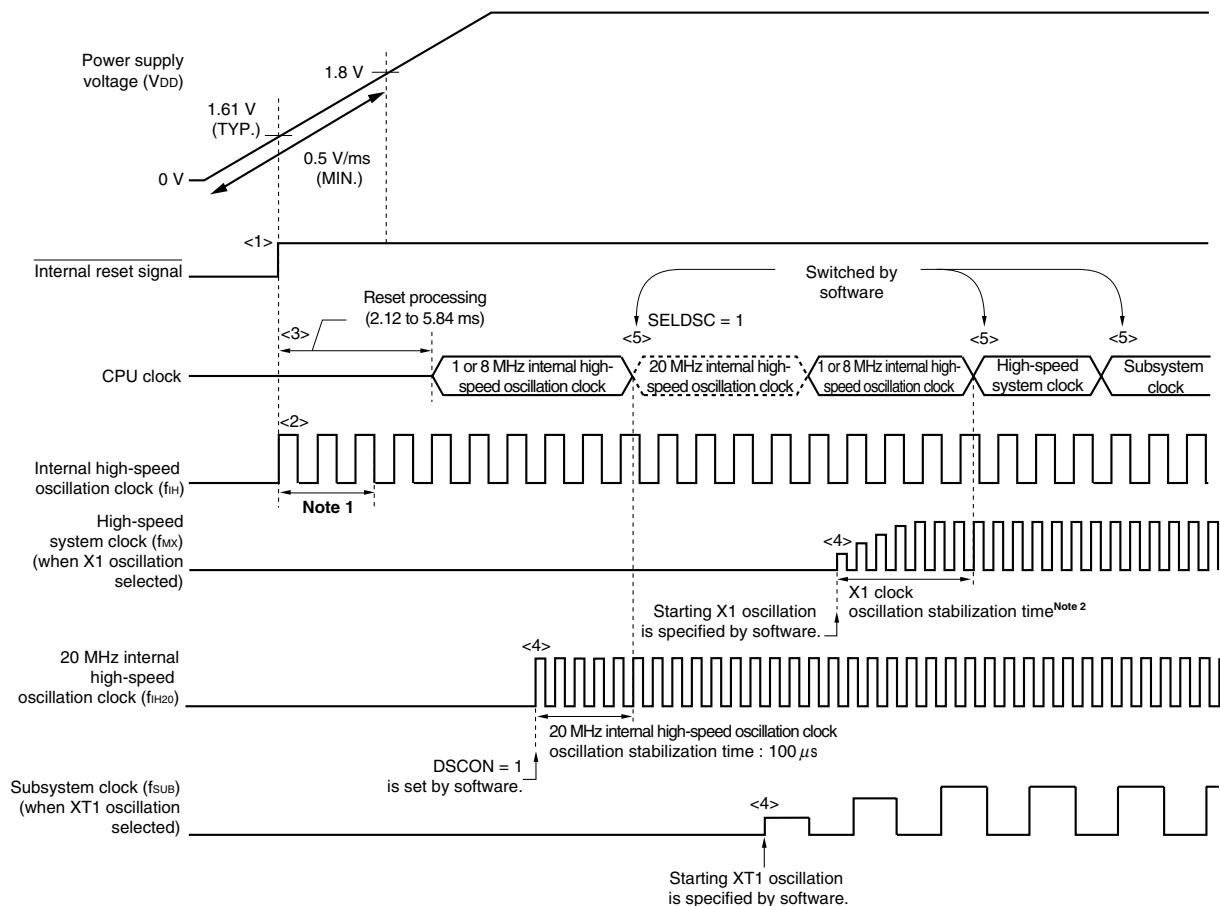 Power supply
voltage (VDD)
1.8 V
1.61 V
(TYP.)
0.5 V/ms
(MIN.)
0 V
<1>
Internal reset signal
Switched by
software
Reset processing
(2.12 to 5.84 ms)
<3>
<5>
SELDSC = 1
<5>
<5>
CPU clock
1 or 8 MHz internal high-
speed oscillation clock
20 MHz internal high-
speed oscillation clock
1 or 8 MHz internal high-
speed oscillation clock
High-speed
system clock
Subsystem
clock
<2>
Internal high-speed
oscillation clock (fIH)
Note 1
High-speed
system clock (fMX)
(when X1 oscillation
selected)
<4>
X1 clock
oscillation stabilization time Note 2
Starting X1 oscillation
is specified by software.
20 MHz internal
high-speed
oscillation clock (fIH20)
<4>
20 MHz internal high-speed oscillation clock
oscillation stabilization time : 100 μs
DSCON = 1
is set by software.
Subsystem clock (fSUB)
(when XT1 oscillation
selected)
<4>
Starting XT1 oscillation
is specified by software.